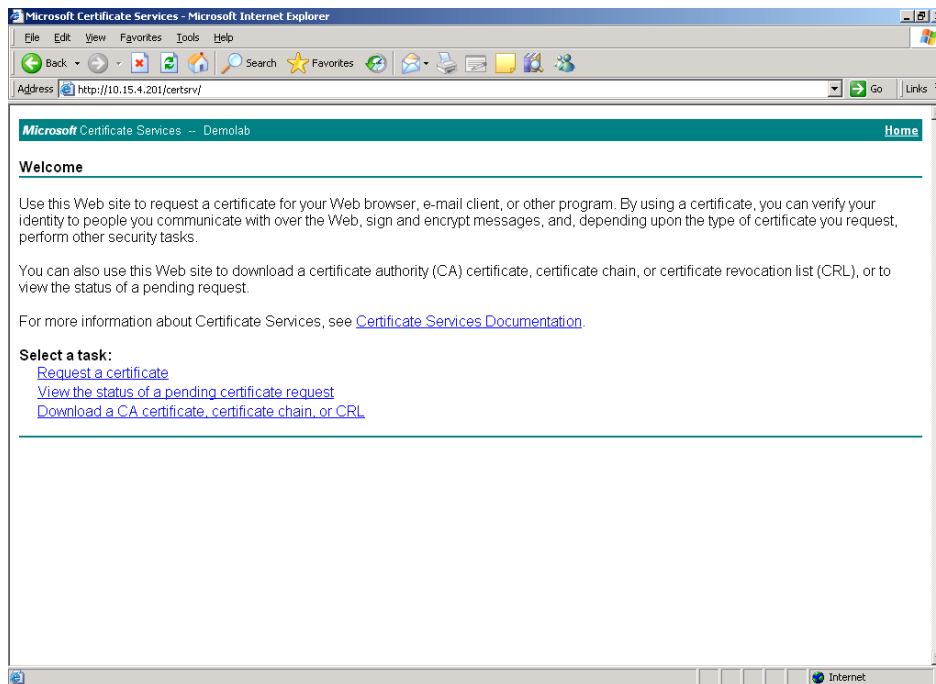 Microsoft Certificate Services - Microsoft Internet Explorer
File Edit View Favorites Tools Help
Back Search Favorites
Address http://10.15.4.201/certsrv/ Go Links
Microsoft Certificate Services -- Demolab Home
Welcome
Use this Web site to request a certificate for your Web browser, e-mail client, or other program. By using a certificate, you can verify your
identity to people you communicate with over the Web, sign and encrypt messages, and, depending upon the type of certificate you request,
perform other security tasks.
You can also use this Web site to download a certificate authority (CA) certificate, certificate chain, or certificate revocation list (CRL), or to
view the status of a pending request.
For more information about Certificate Services, see Certificate Services Documentation.
Select a task:
Request a certificate
View the status of a pending certificate request
Download a CA certificate, certificate chain, or CRL
Internet